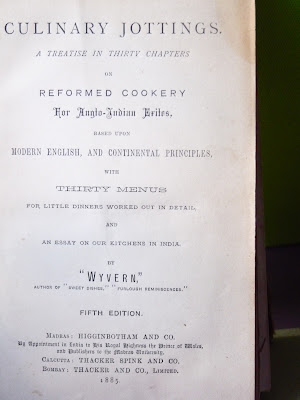 CULINARY JOTTINGS.
A TREATISE IN THIRTY CHAPTERS
ON
REFORMED COOKERY
For Anglo-Indian Exiles,
BASED UPON
MODERN ENGLISH, AND CONTINENTAL PRINCIPLES,
WITH
THIRTY MENUS
FOR LITTLE DINNERS WORKED OUT IN DETAIL,
AND
AN ESSAY ON OUR KITCHENS IN INDIA.
BY
"WYVERN,"
AUTHOR OF "SWEET DISHES," "FURLOUGH REMINISCENCES."
FIFTH EDITION.
MADRAS: HIGGINBOTHAM AND CO.
By Appointment in India to His Royal Highness the Prince of Wales,
and Publishers to the Madras University.
CALCUTTA: THACKER SPINK AND CO.
BOMBAY: THACKER AND CO., LIMITED.
1885.